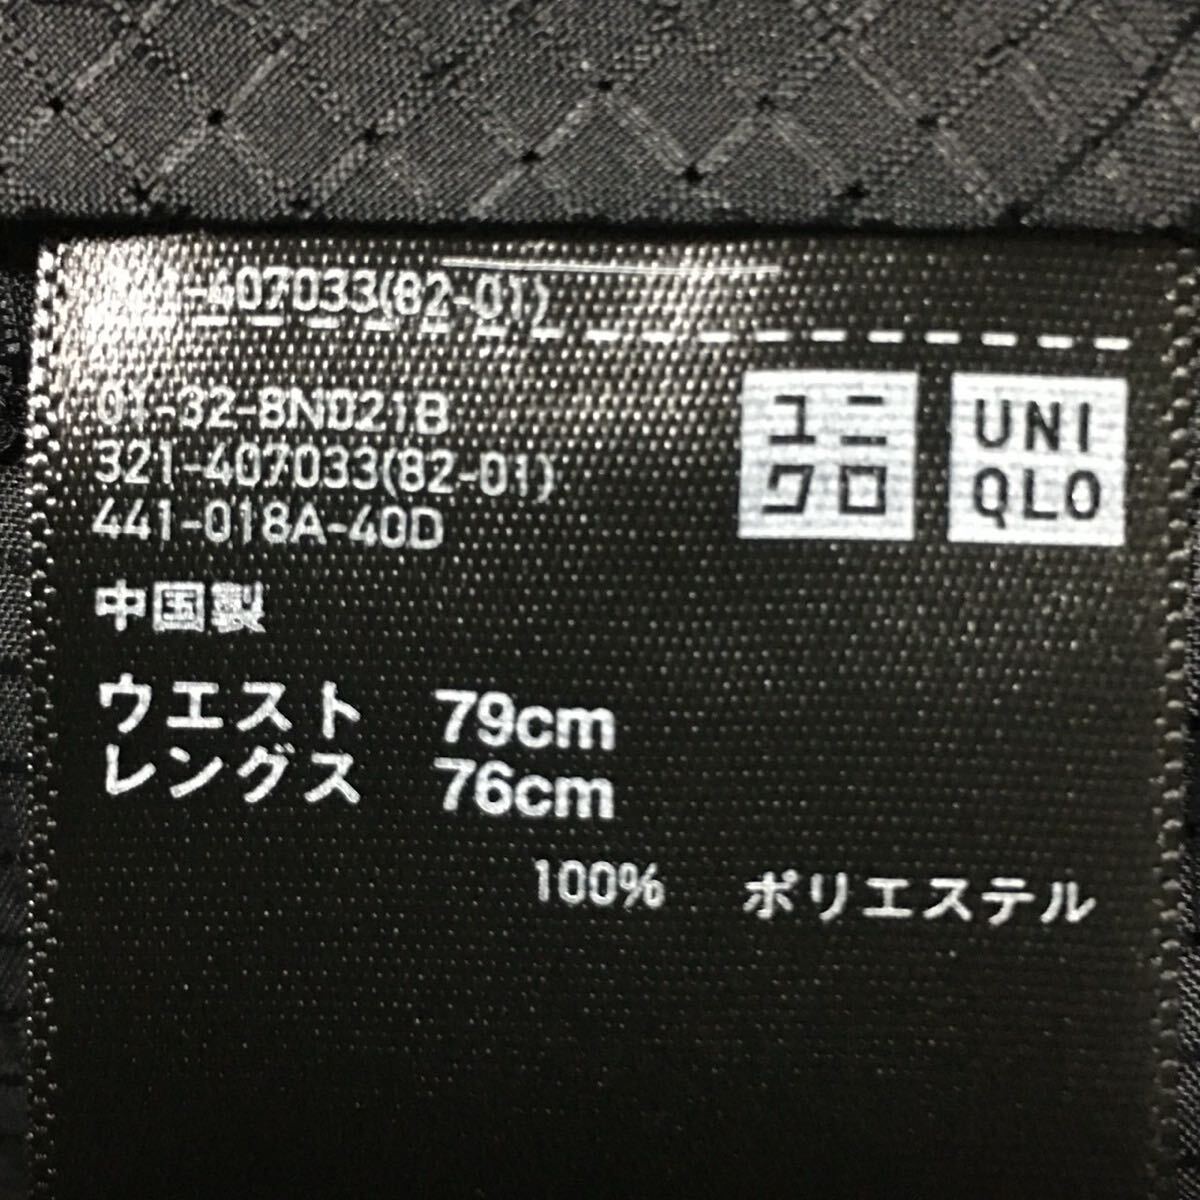 -407033(82-01)
01-32-8N021B
321-407033(82-01)
441-018A-40D
ユニ
クロ
UNI
QLO
中国製
ウエスト 79cm
レングス 76cm
100% ポリエステル